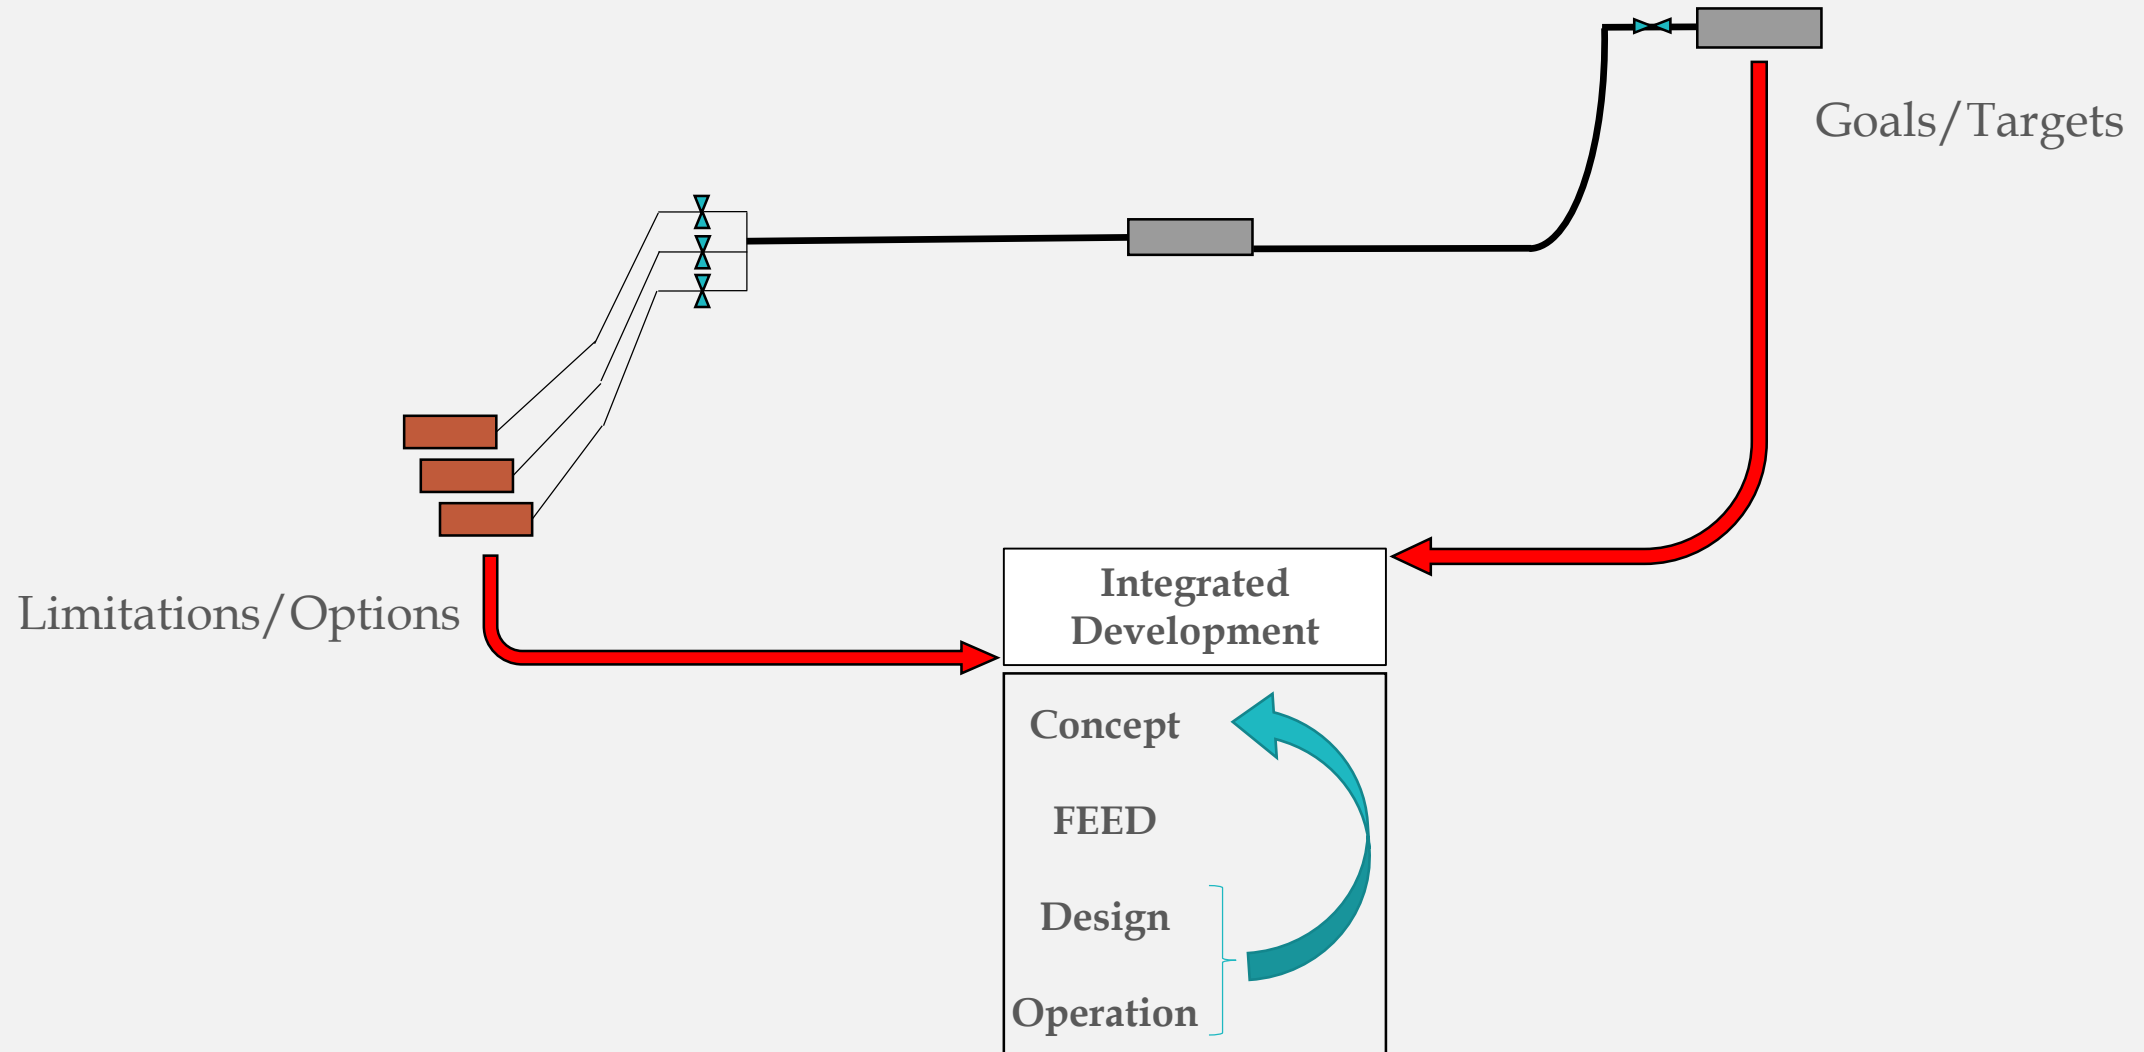 Goals/Targets
Limitations/Options
Integrated
Development
Concept
FEED
Design
Operation